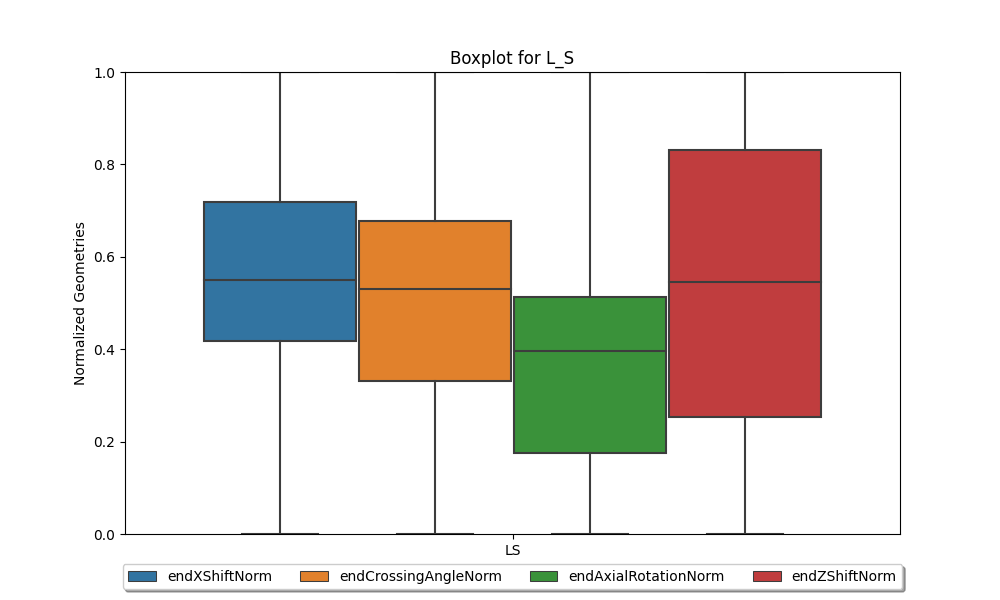 Boxplot for L_S
1.0
0.8
0.6
0.4
0.2
0.0
Normalized Geometries
LS
endXShiftNorm endCrossingAngleNorm endAxialRotationNorm endZShiftNorm